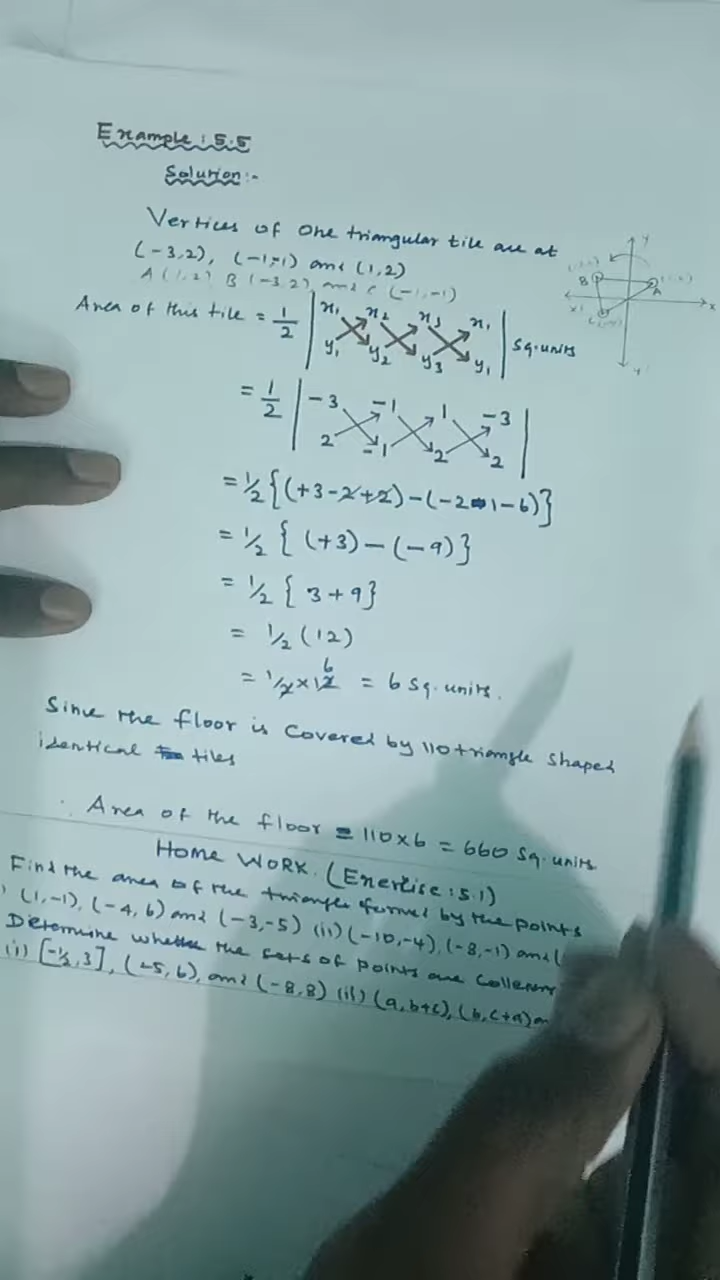 Example : 5.5
Solution:-
Vertices of one triangular tile are at
(-3,2), (-1,-1) and (1,2)
A (1,2) B (-3,2) and C (-1,-1)
Area of this tile = 1/2 | x₁ x₂ x₃ x₁ | sq.units
y₁ y₂ y₃ y₁
= 1/2 | -3 -1 1 -3 |
2 -1 2 2
= 1/2 {(+3-2+2)-(-2-1-6)}
= 1/2 { (+3)-(-9)}
= 1/2 { 3+9}
= 1/2 (12)
= 1/2 × 12 6 = 6 sq.units.
Since the floor is covered by 110 triangle shaped
identical tiles
∴ Area of the floor = 110×6 = 660 sq.units
Home Work. (Exercise : 5.1)
Find the area of the triangle formed by the points
(1,-1), (-4,6) and (-3,-5) (ii) (-10,-4), (-8,-1) and (
Determine whether the sets of points are
(i) [-1/2,3], (-5,6), and (-8,8) (ii) (a,b+c), (b,c+a)
Y
B
A
X'
X
Y'